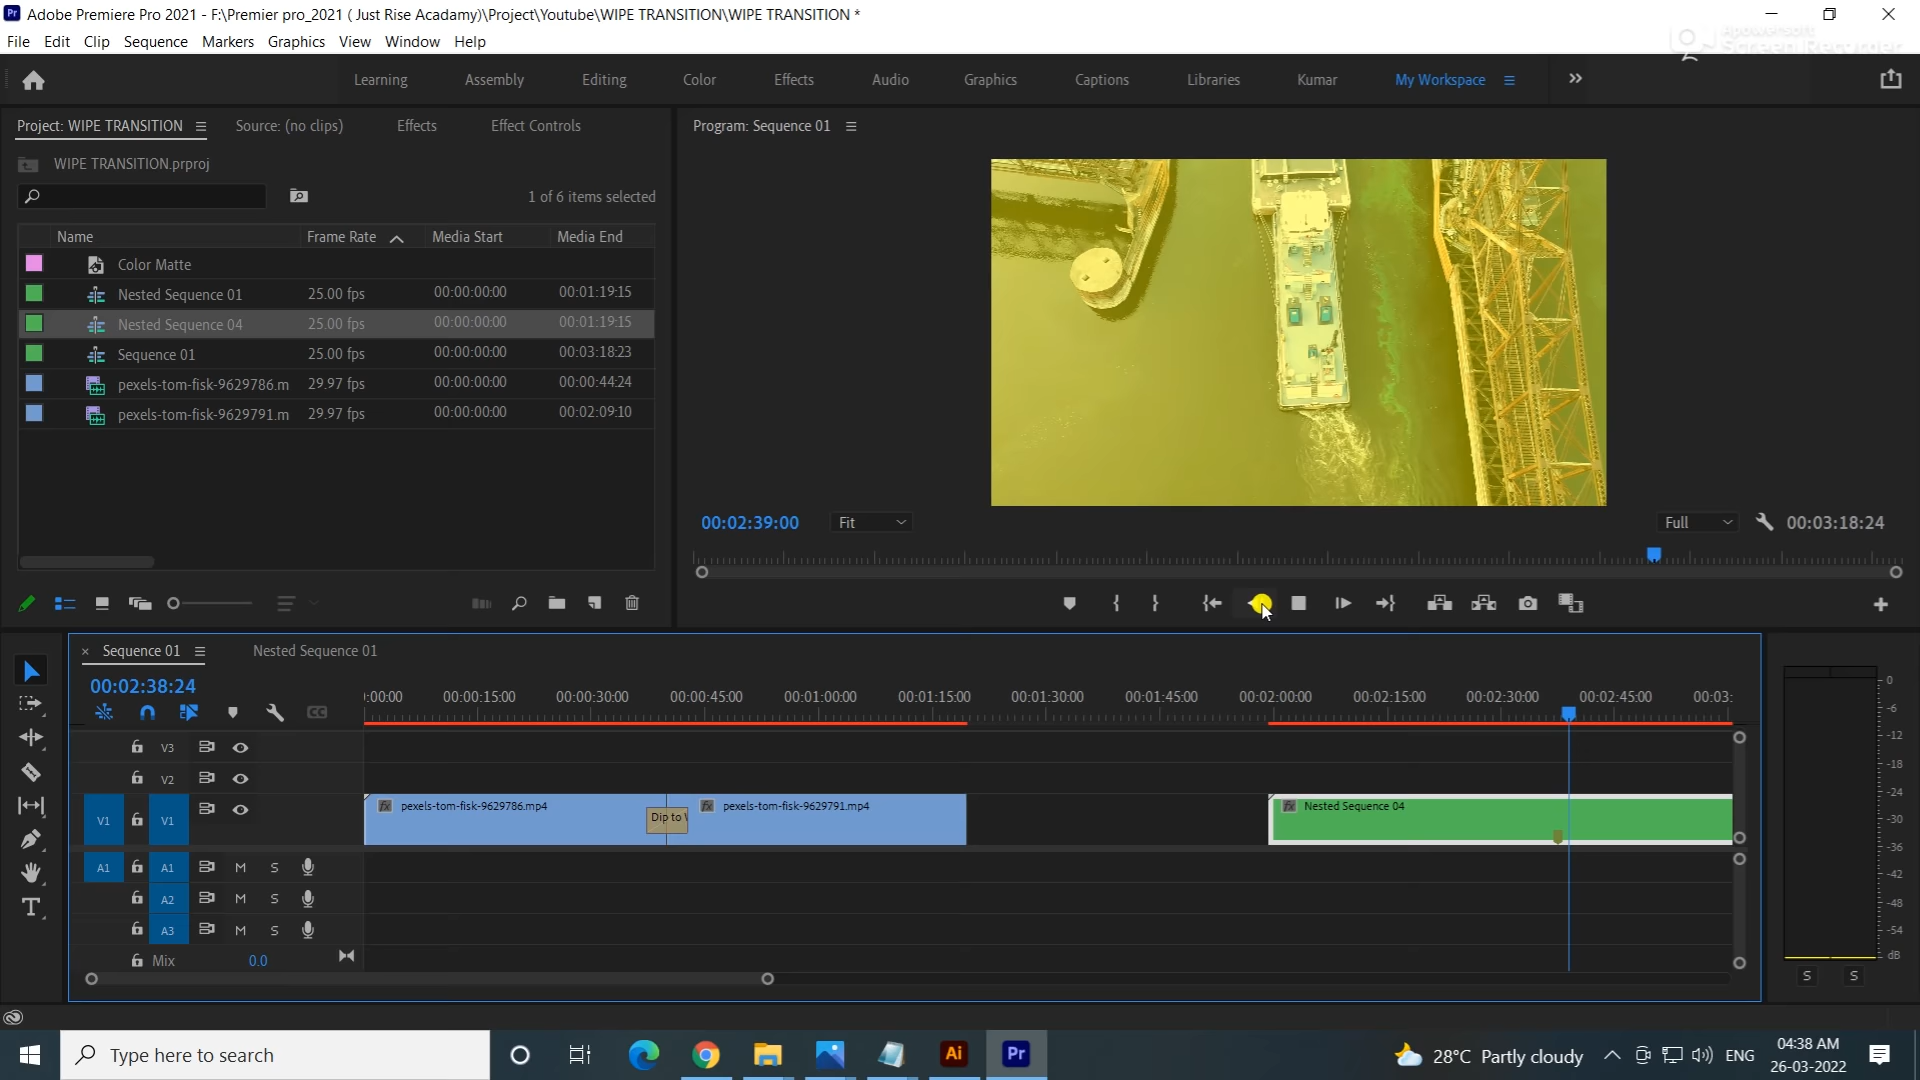 Adobe Premiere Pro 2021 - F:\Premier pro_2021 ( Just Rise Acadamy)\Project\Youtube\WIPE TRANSITION\WIPE TRANSITION *
File Edit Clip Sequence Markers Graphics View Window Help
Apowersoft
Screen Recorder
Learning Assembly Editing Color Effects Audio Graphics Captions Libraries Kumar My Workspace
Project: WIPE TRANSITION Source: (no clips) Effects Effect Controls
Program: Sequence 01
WIPE TRANSITION.prproj
1 of 6 items selected
Name Frame Rate Media Start Media End
Color Matte
Nested Sequence 01 25.00 fps 00:00:00:00 00:01:19:15
Nested Sequence 04 25.00 fps 00:00:00:00 00:01:19:15
Sequence 01 25.00 fps 00:00:00:00 00:03:18:23
pexels-tom-fisk-9629786.m 29.97 fps 00:00:00:00 00:00:44:24
pexels-tom-fisk-9629791.m 29.97 fps 00:00:00:00 00:02:09:10
00:02:39:00 Fit Full 00:03:18:24
Sequence 01 Nested Sequence 01
00:02:38:24
:00:00 00:00:15:00 00:00:30:00 00:00:45:00 00:01:00:00 00:01:15:00 00:01:30:00 00:01:45:00 00:02:00:00 00:02:15:00 00:02:30:00 00:02:45:00 00:03:
V3
V2
V1 V1
pexels-tom-fisk-9629786.mp4 Dip to pexels-tom-fisk-9629791.mp4 Nested Sequence 04
A1 A1 M S
A2 M S
A3 M S
Mix 0.0
0
-6
-12
-18
-24
-30
-36
-42
-48
-54
dB
S S
Type here to search
Ai Pr
28°C Partly cloudy ENG
04:38 AM
26-03-2022